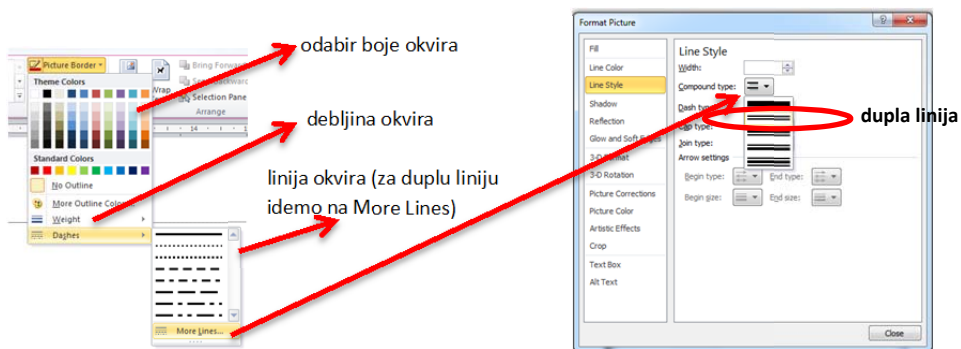 Picture Border
Bring Forward
Wrap
Selection Pane
Arrange
Theme Colors
14
Standard Colors
No Outline
More Outline Colors
Weight
Dashes
More Lines...
odabir boje okvira
debljina okvira
linija okvira (za duplu liniju
idemo na More Lines)
Format Picture
Fill
Line Color
Line Style
Shadow
Reflection
Glow and Soft Edges
3-D Format
3-D Rotation
Picture Corrections
Picture Color
Artistic Effects
Crop
Text Box
Alt Text
Line Style
Width:
Compound type:
Dash type:
Cap type:
Join type:
Arrow settings
Begin type:
End type:
Begin size:
End size:
Close
dupla linija